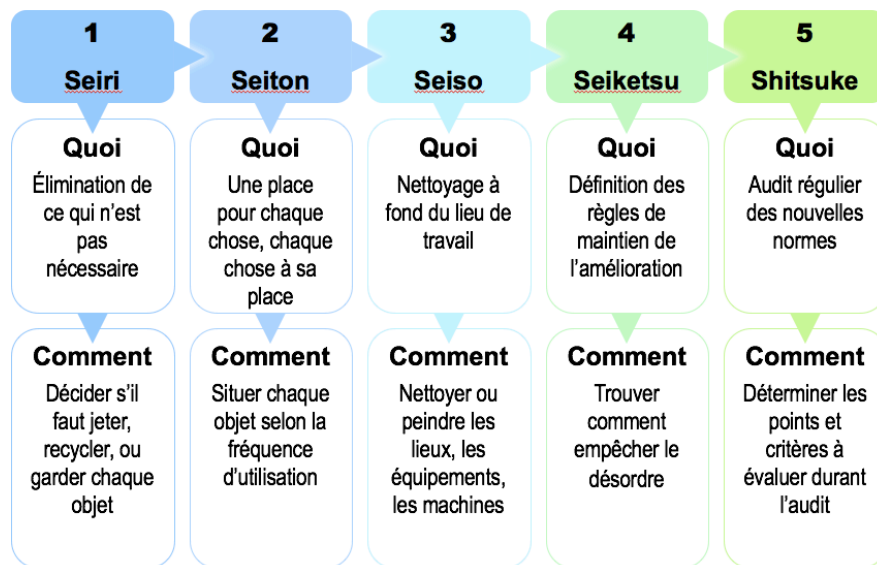 1
Seiri
2
Seiton
3
Seiso
4
Seiketsu
5
Shitsuke
Quoi
Élimination de
ce qui n'est
pas
nécessaire
Quoi
Une place
pour chaque
chose, chaque
chose à sa
place
Quoi
Nettoyage à
fond du lieu de
travail
Quoi
Définition des
règles de
maintien de
l'amélioration
Quoi
Audit régulier
des nouvelles
normes
Comment
Décider s'il
faut jeter,
recycler, ou
garder chaque
objet
Comment
Situer chaque
objet selon la
fréquence
d'utilisation
Comment
Nettoyer ou
peindre les
lieux, les
équipements,
les machines
Comment
Trouver
comment
empêcher le
désordre
Comment
Déterminer les
points et
critères à
évaluer durant
l'audit